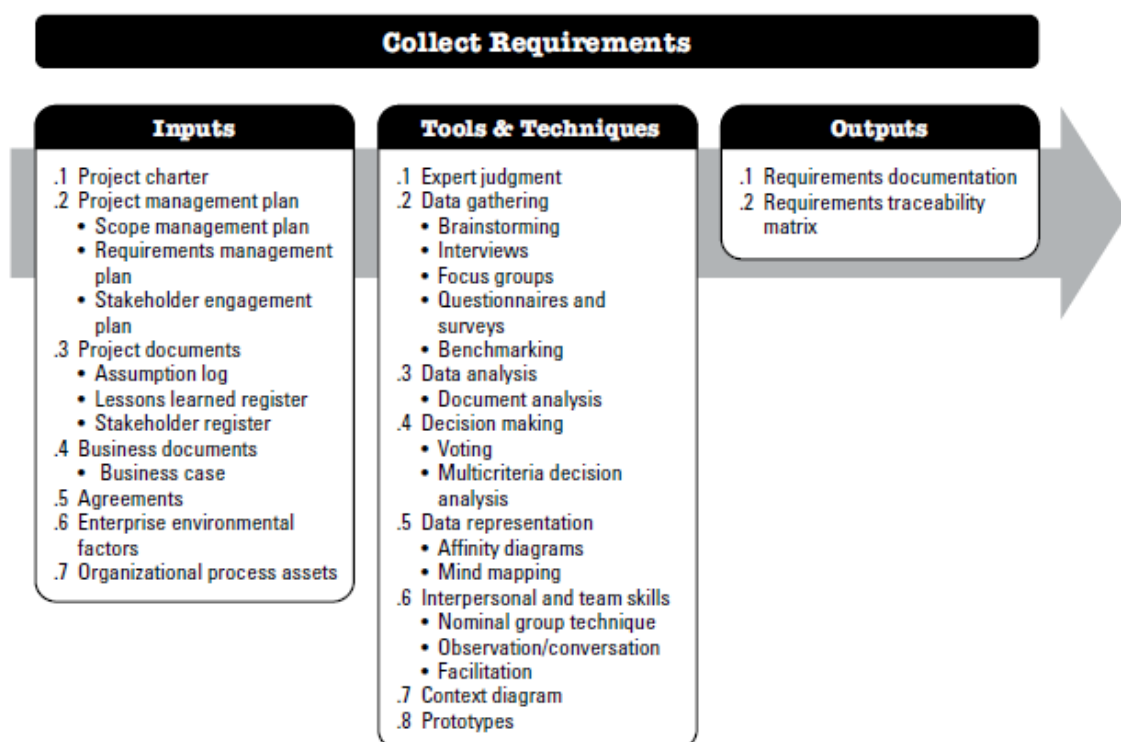 Collect Requirements
Inputs
.1 Project charter
.2 Project management plan
• Scope management plan
• Requirements management
plan
• Stakeholder engagement
plan
.3 Project documents
• Assumption log
• Lessons learned register
• Stakeholder register
.4 Business documents
• Business case
.5 Agreements
.6 Enterprise environmental
factors
.7 Organizational process assets
Tools & Techniques
.1 Expert judgment
.2 Data gathering
• Brainstorming
• Interviews
• Focus groups
• Questionnaires and
surveys
• Benchmarking
.3 Data analysis
• Document analysis
.4 Decision making
• Voting
• Multicriteria decision
analysis
.5 Data representation
• Affinity diagrams
• Mind mapping
.6 Interpersonal and team skills
• Nominal group technique
• Observation/conversation
• Facilitation
.7 Context diagram
.8 Prototypes
Outputs
.1 Requirements documentation
.2 Requirements traceability
matrix